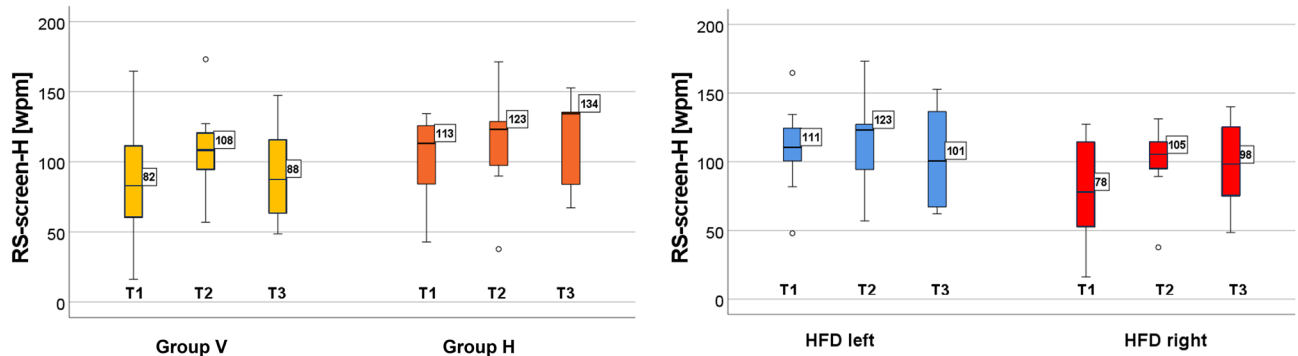 RS-screen-H [wpm]
200
150
100
50
0
82
108
88
113
123
134
T1
T2
T3
T1
T2
T3
Group V
Group H
RS-screen-H [wpm]
200
150
100
50
0
111
123
101
78
105
98
T1
T2
T3
T1
T2
T3
HFD left
HFD right